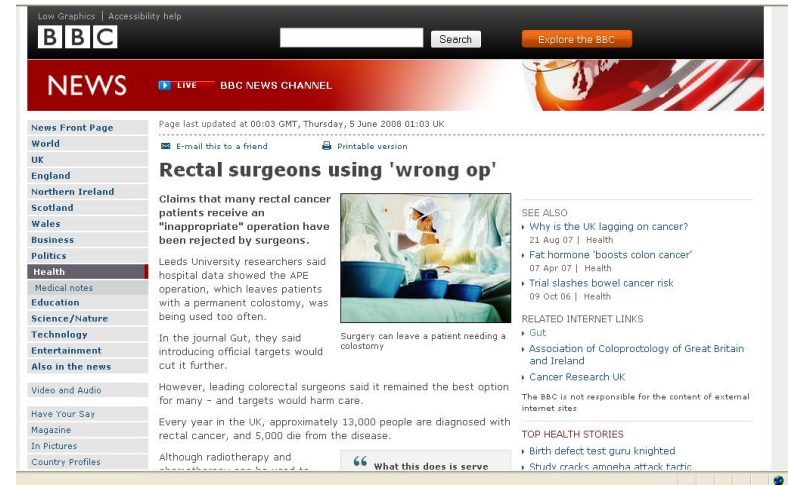 Low Graphics | Accessibility help
BBC
Search
Explore the BBC
NEWS
LIVE BBC NEWS CHANNEL
News Front Page
World
UK
England
Northern Ireland
Scotland
Wales
Business
Politics
Health
Medical notes
Education
Science/Nature
Technology
Entertainment
Also in the news
Video and Audio
Have Your Say
Magazine
In Pictures
Country Profiles
Page last updated at 00:03 GMT, Thursday, 5 June 2008 01:03 UK
E-mail this to a friend
Printable version
Rectal surgeons using 'wrong op'
Claims that many rectal cancer
patients receive an
"inappropriate" operation have
been rejected by surgeons.
Leeds University researchers said
hospital data showed the APE
operation, which leaves patients
with a permanent colostomy, was
being used too often.
In the journal Gut, they said
introducing official targets would
cut it further.
Surgery can leave a patient needing a
colostomy
However, leading colorectal surgeons said it remained the best option
for many - and targets would harm care.
Every year in the UK, approximately 13,000 people are diagnosed with
rectal cancer, and 5,000 die from the disease.
Although radiotherapy and
chemotherapy can be used to
“ What this does is serve
SEE ALSO
Why is the UK lagging on cancer?
21 Aug 07 | Health
Fat hormone 'boosts colon cancer'
07 Apr 07 | Health
Trial slashes bowel cancer risk
09 Oct 06 | Health
RELATED INTERNET LINKS
Gut
Association of Coloproctology of Great Britain
and Ireland
Cancer Research UK
The BBC is not responsible for the content of external
internet sites
TOP HEALTH STORIES
Birth defect test guru knighted
Study cracks amoeba attack tactic